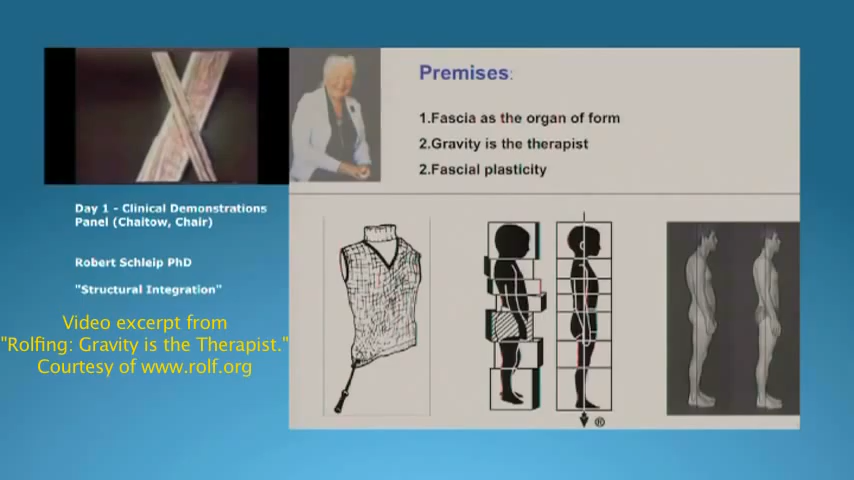 Premises:
1.Fascia as the organ of form
2.Gravity is the therapist
2.Fascial plasticity
Day 1 - Clinical Demonstrations
Panel (Chaitow, Chair)
Robert Schleip PhD
"Structural Integration"
Video excerpt from
"Rolfing: Gravity is the Therapist."
Courtesy of www.rolf.org
®